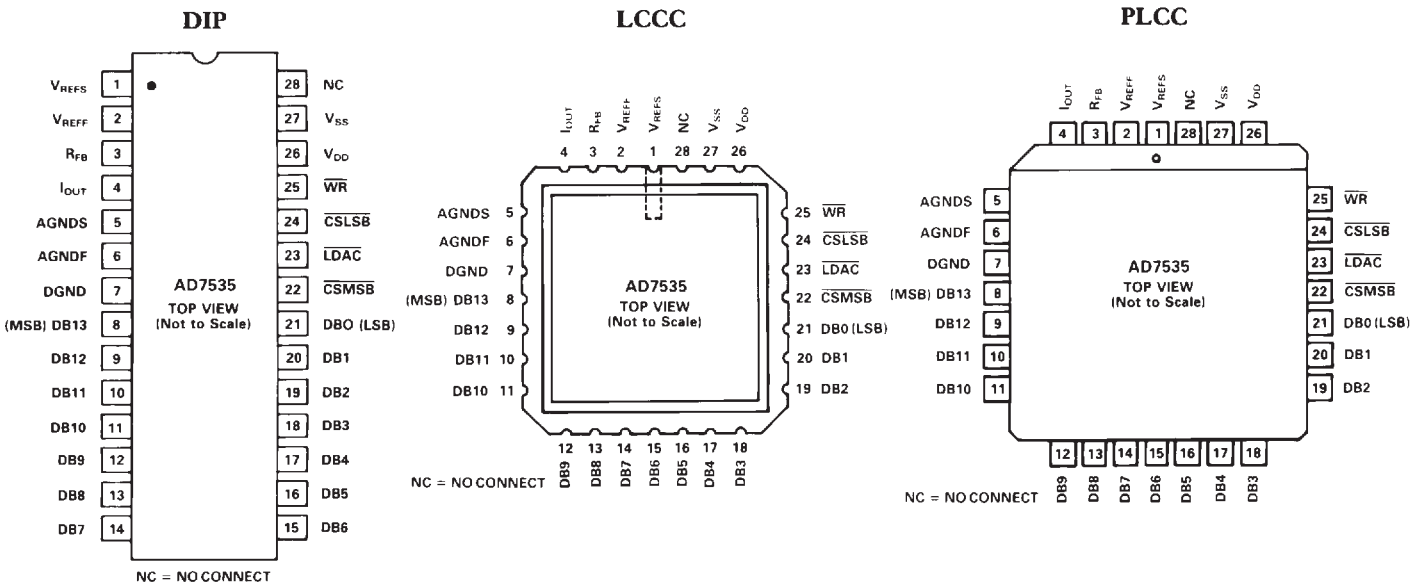 DIP
VREFS 1 28 NC
VREFF 2 27 VSS
RFB 3 26 VDD
IOUT 4 25 WR
AGNDS 5 24 CSLSB
AGNDF 6 23 LDAC
DGND 7 22 CSMSB
(MSB) DB13 8 21 DBO (LSB)
DB12 9 20 DB1
DB11 10 19 DB2
DB10 11 18 DB3
DB9 12 17 DB4
DB8 13 16 DB5
DB7 14 15 DB6
AD7535
TOP VIEW
(Not to Scale)
NC = NO CONNECT
LCCC
IOUT RFB VREFF VREFS NC VSS VDD
4 3 2 1 28 27 26
AGNDS 5 25 WR
AGNDF 6 24 CSLSB
DGND 7 23 LDAC
(MSB) DB13 8 22 CSMSB
DB12 9 21 DB0 (LSB)
DB11 10 20 DB1
DB10 11 19 DB2
AD7535
TOP VIEW
(Not to Scale)
12 13 14 15 16 17 18
DB9 DB8 DB7 DB6 DB5 DB4 DB3
NC = NO CONNECT
PLCC
IOUT RFB VREFF VREFS NC VSS VDD
4 3 2 1 28 27 26
AGNDS 5 25 WR
AGNDF 6 24 CSLSB
DGND 7 23 LDAC
(MSB) DB13 8 22 CSMSB
DB12 9 21 DB0 (LSB)
DB11 10 20 DB1
DB10 11 19 DB2
AD7535
TOP VIEW
(Not to Scale)
12 13 14 15 16 17 18
DB9 DB8 DB7 DB6 DB5 DB4 DB3
NC = NO CONNECT